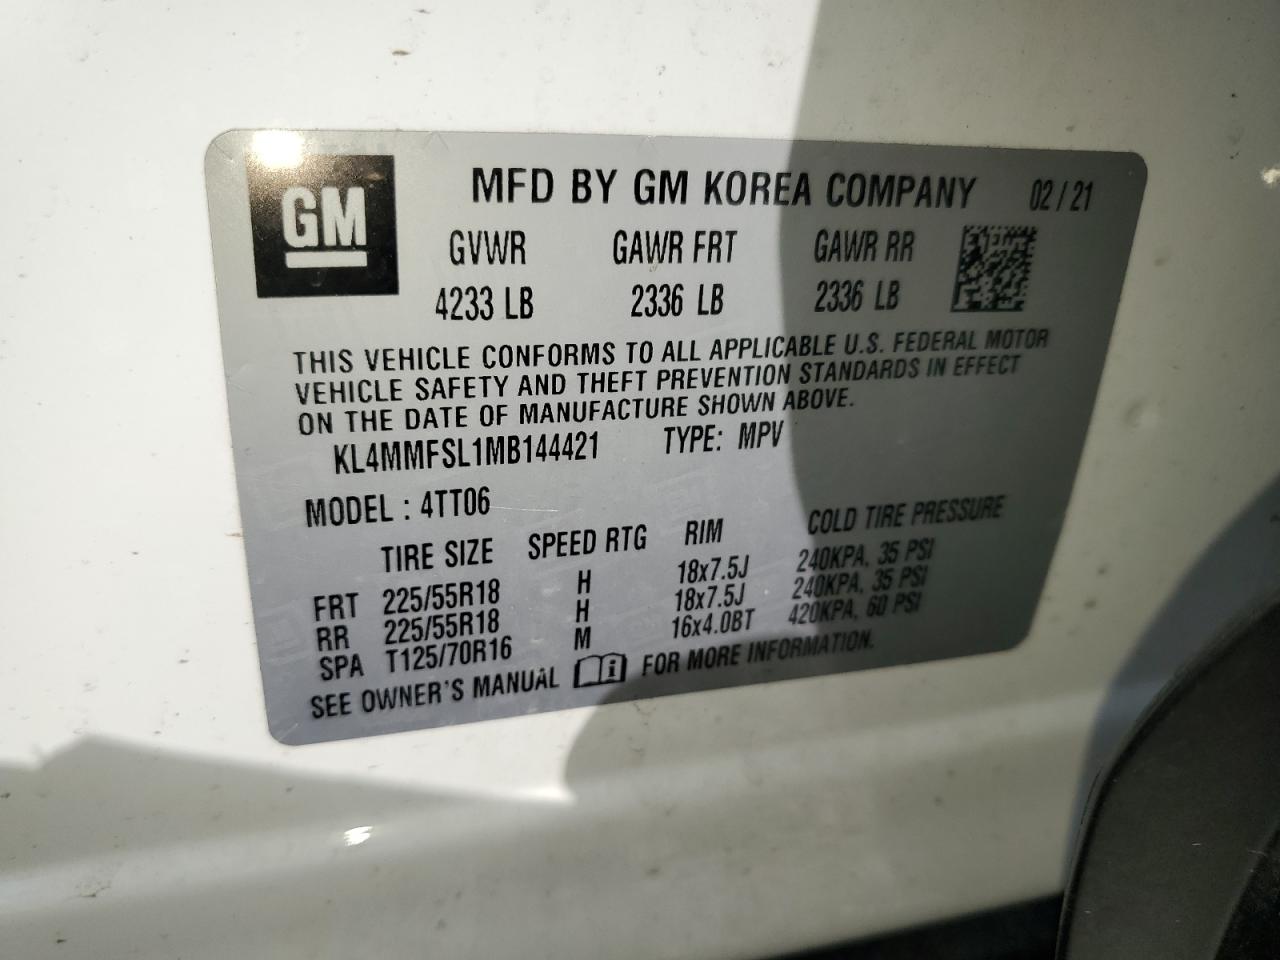 GM
MFD BY GM KOREA COMPANY 02/21
GVWR GAWR FRT GAWR RR
4233 LB 2336 LB 2336 LB
THIS VEHICLE CONFORMS TO ALL APPLICABLE U.S. FEDERAL MOTOR
VEHICLE SAFETY AND THEFT PREVENTION STANDARDS IN EFFECT
ON THE DATE OF MANUFACTURE SHOWN ABOVE.
KL4MMFSL1MB144421 TYPE: MPV
MODEL : 4TT06
TIRE SIZE SPEED RTG RIM COLD TIRE PRESSURE
FRT 225/55R18 H 18x7.5J 240KPA, 35 PSI
RR 225/55R18 H 18x7.5J 240KPA, 35 PSI
SPA T125/70R16 M 16x4.0BT 420KPA, 60 PSI
SEE OWNER'S MANUAL i FOR MORE INFORMATION.